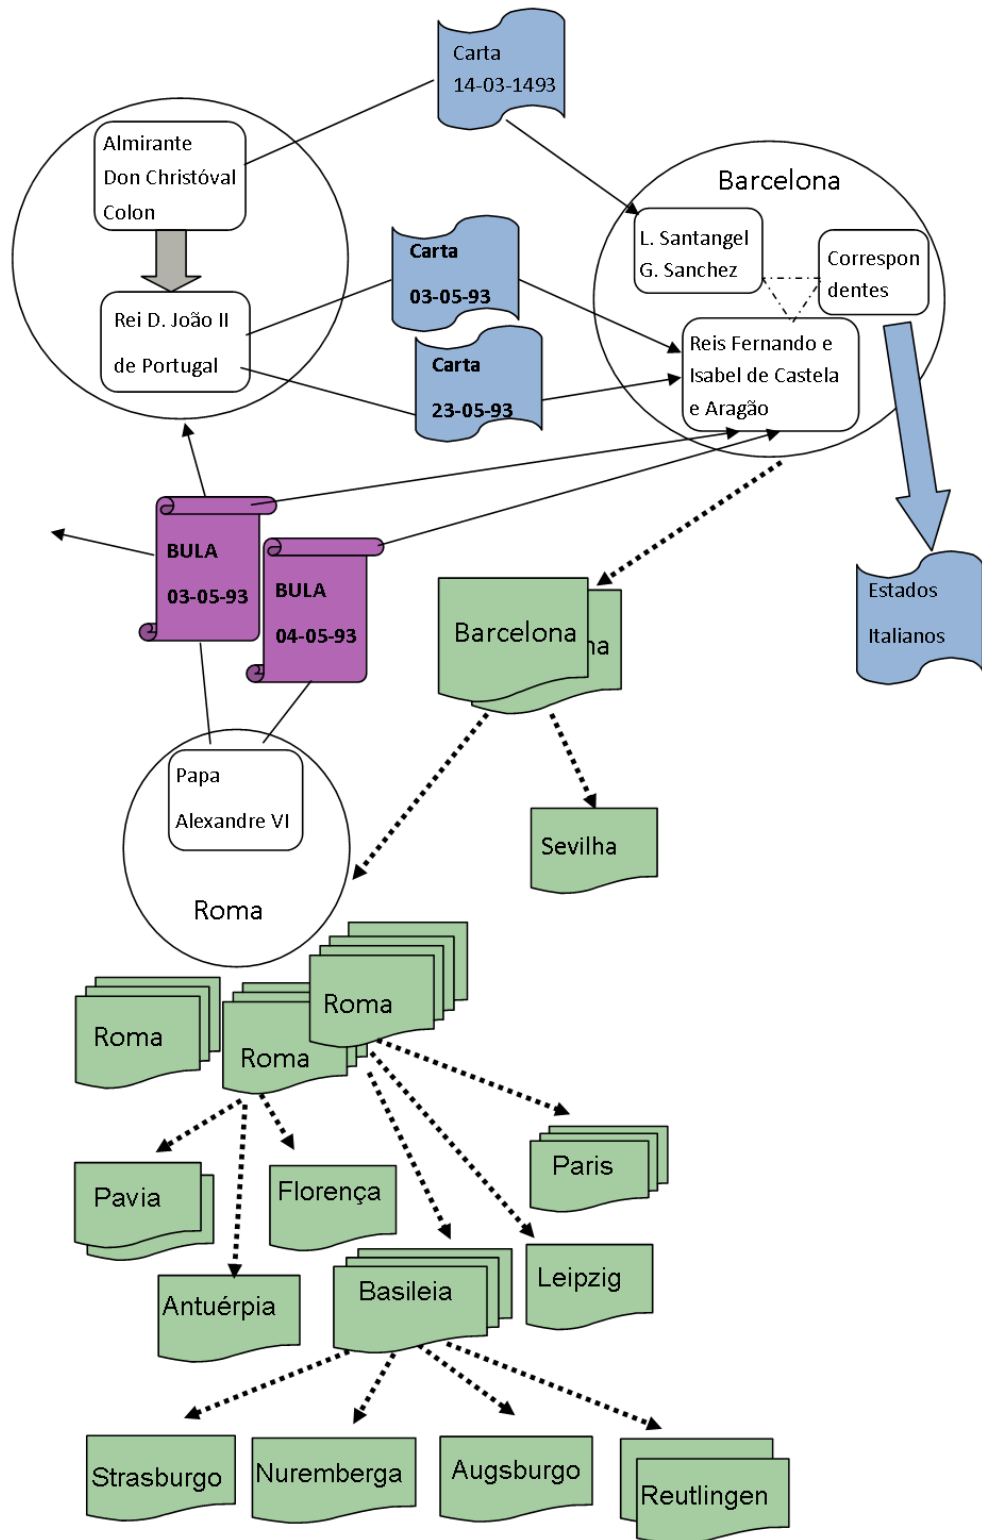 Carta
14-03-1493
Almirante
Don Christóval
Colon
Barcelona
L. Santangel
G. Sanchez
Correspon
dentes
Carta
03-05-93
Rei D. João II
de Portugal
Reis Fernando e
Isabel de Castela
e Aragão
Carta
23-05-93
BULA
03-05-93
BULA
04-05-93
Estados
Italianos
Barcelona
na
Papa
Alexandre VI
Roma
Sevilha
Roma
Roma
Roma
Pavia
Florença
Paris
Antuérpia
Basileia
Leipzig
Strasburgo
Nuremberga
Augsburgo
Reutlingen